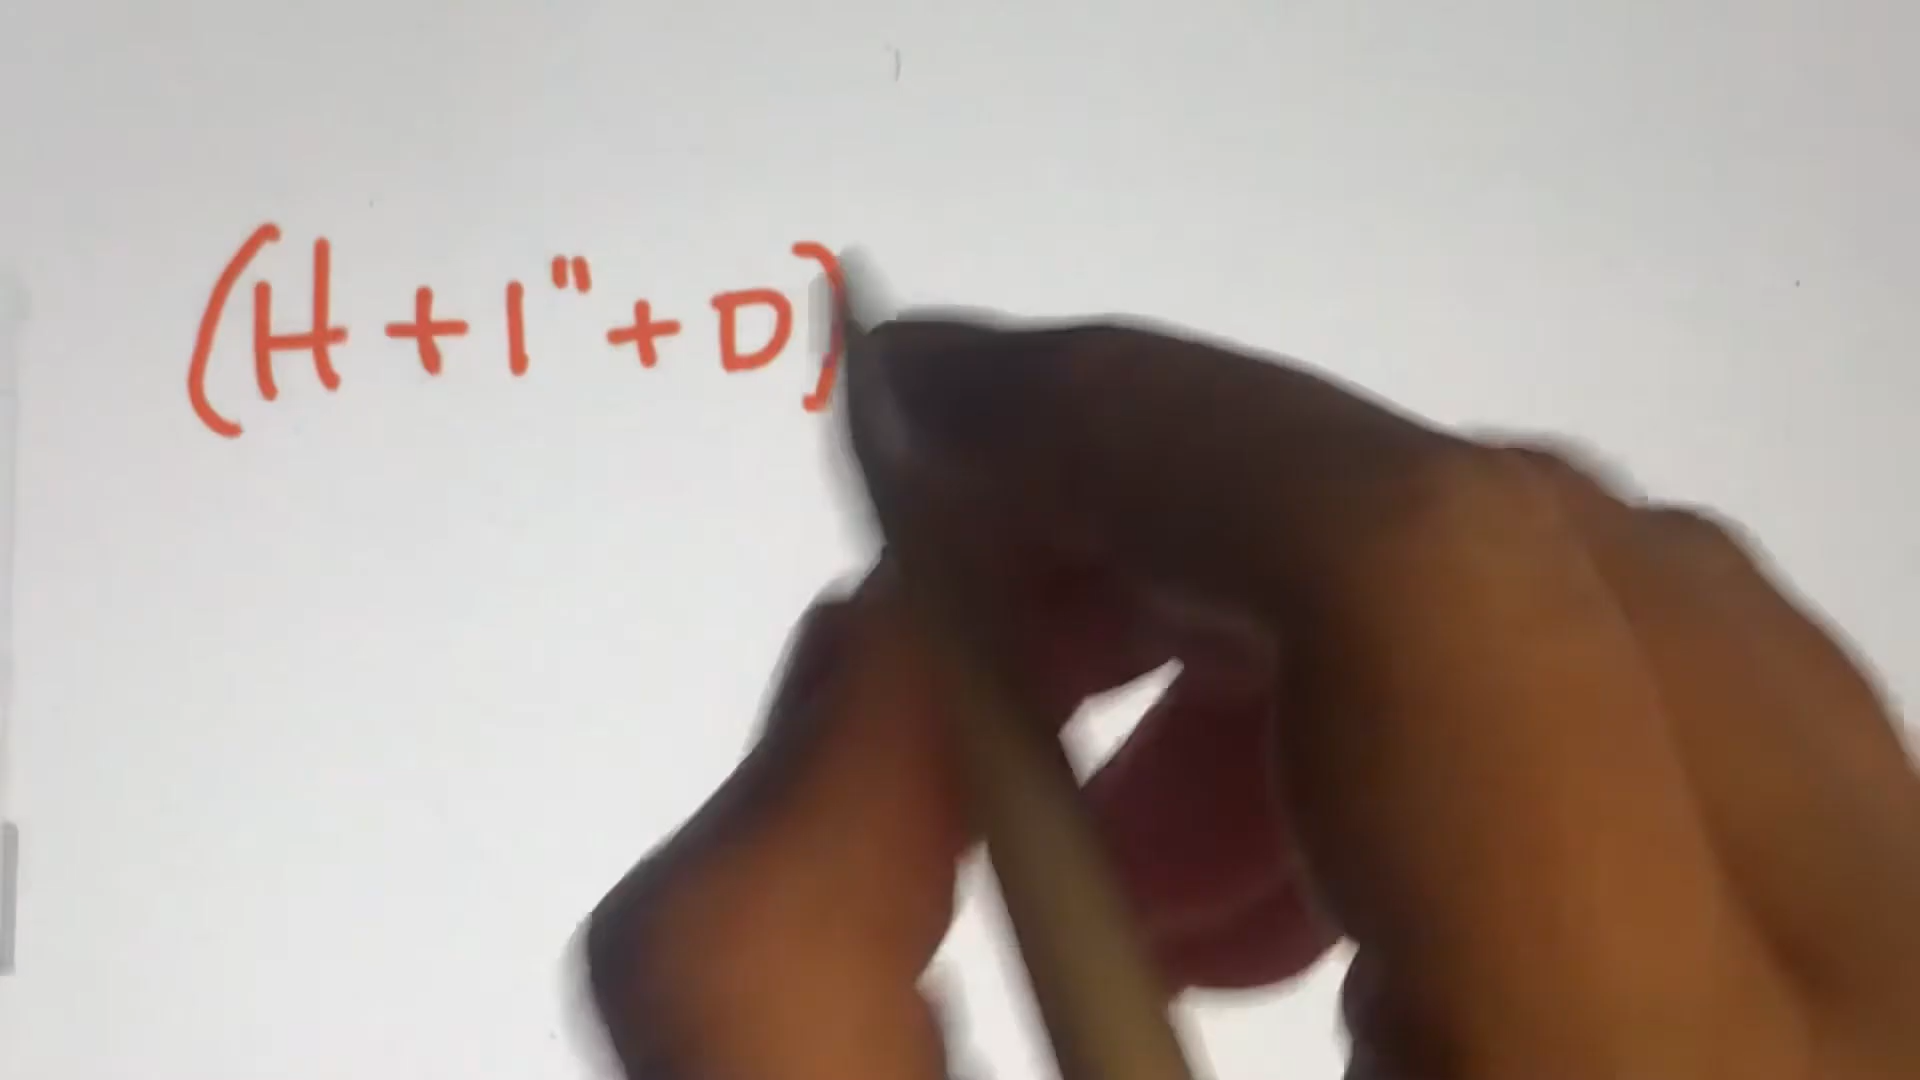 (H + 1" + D)